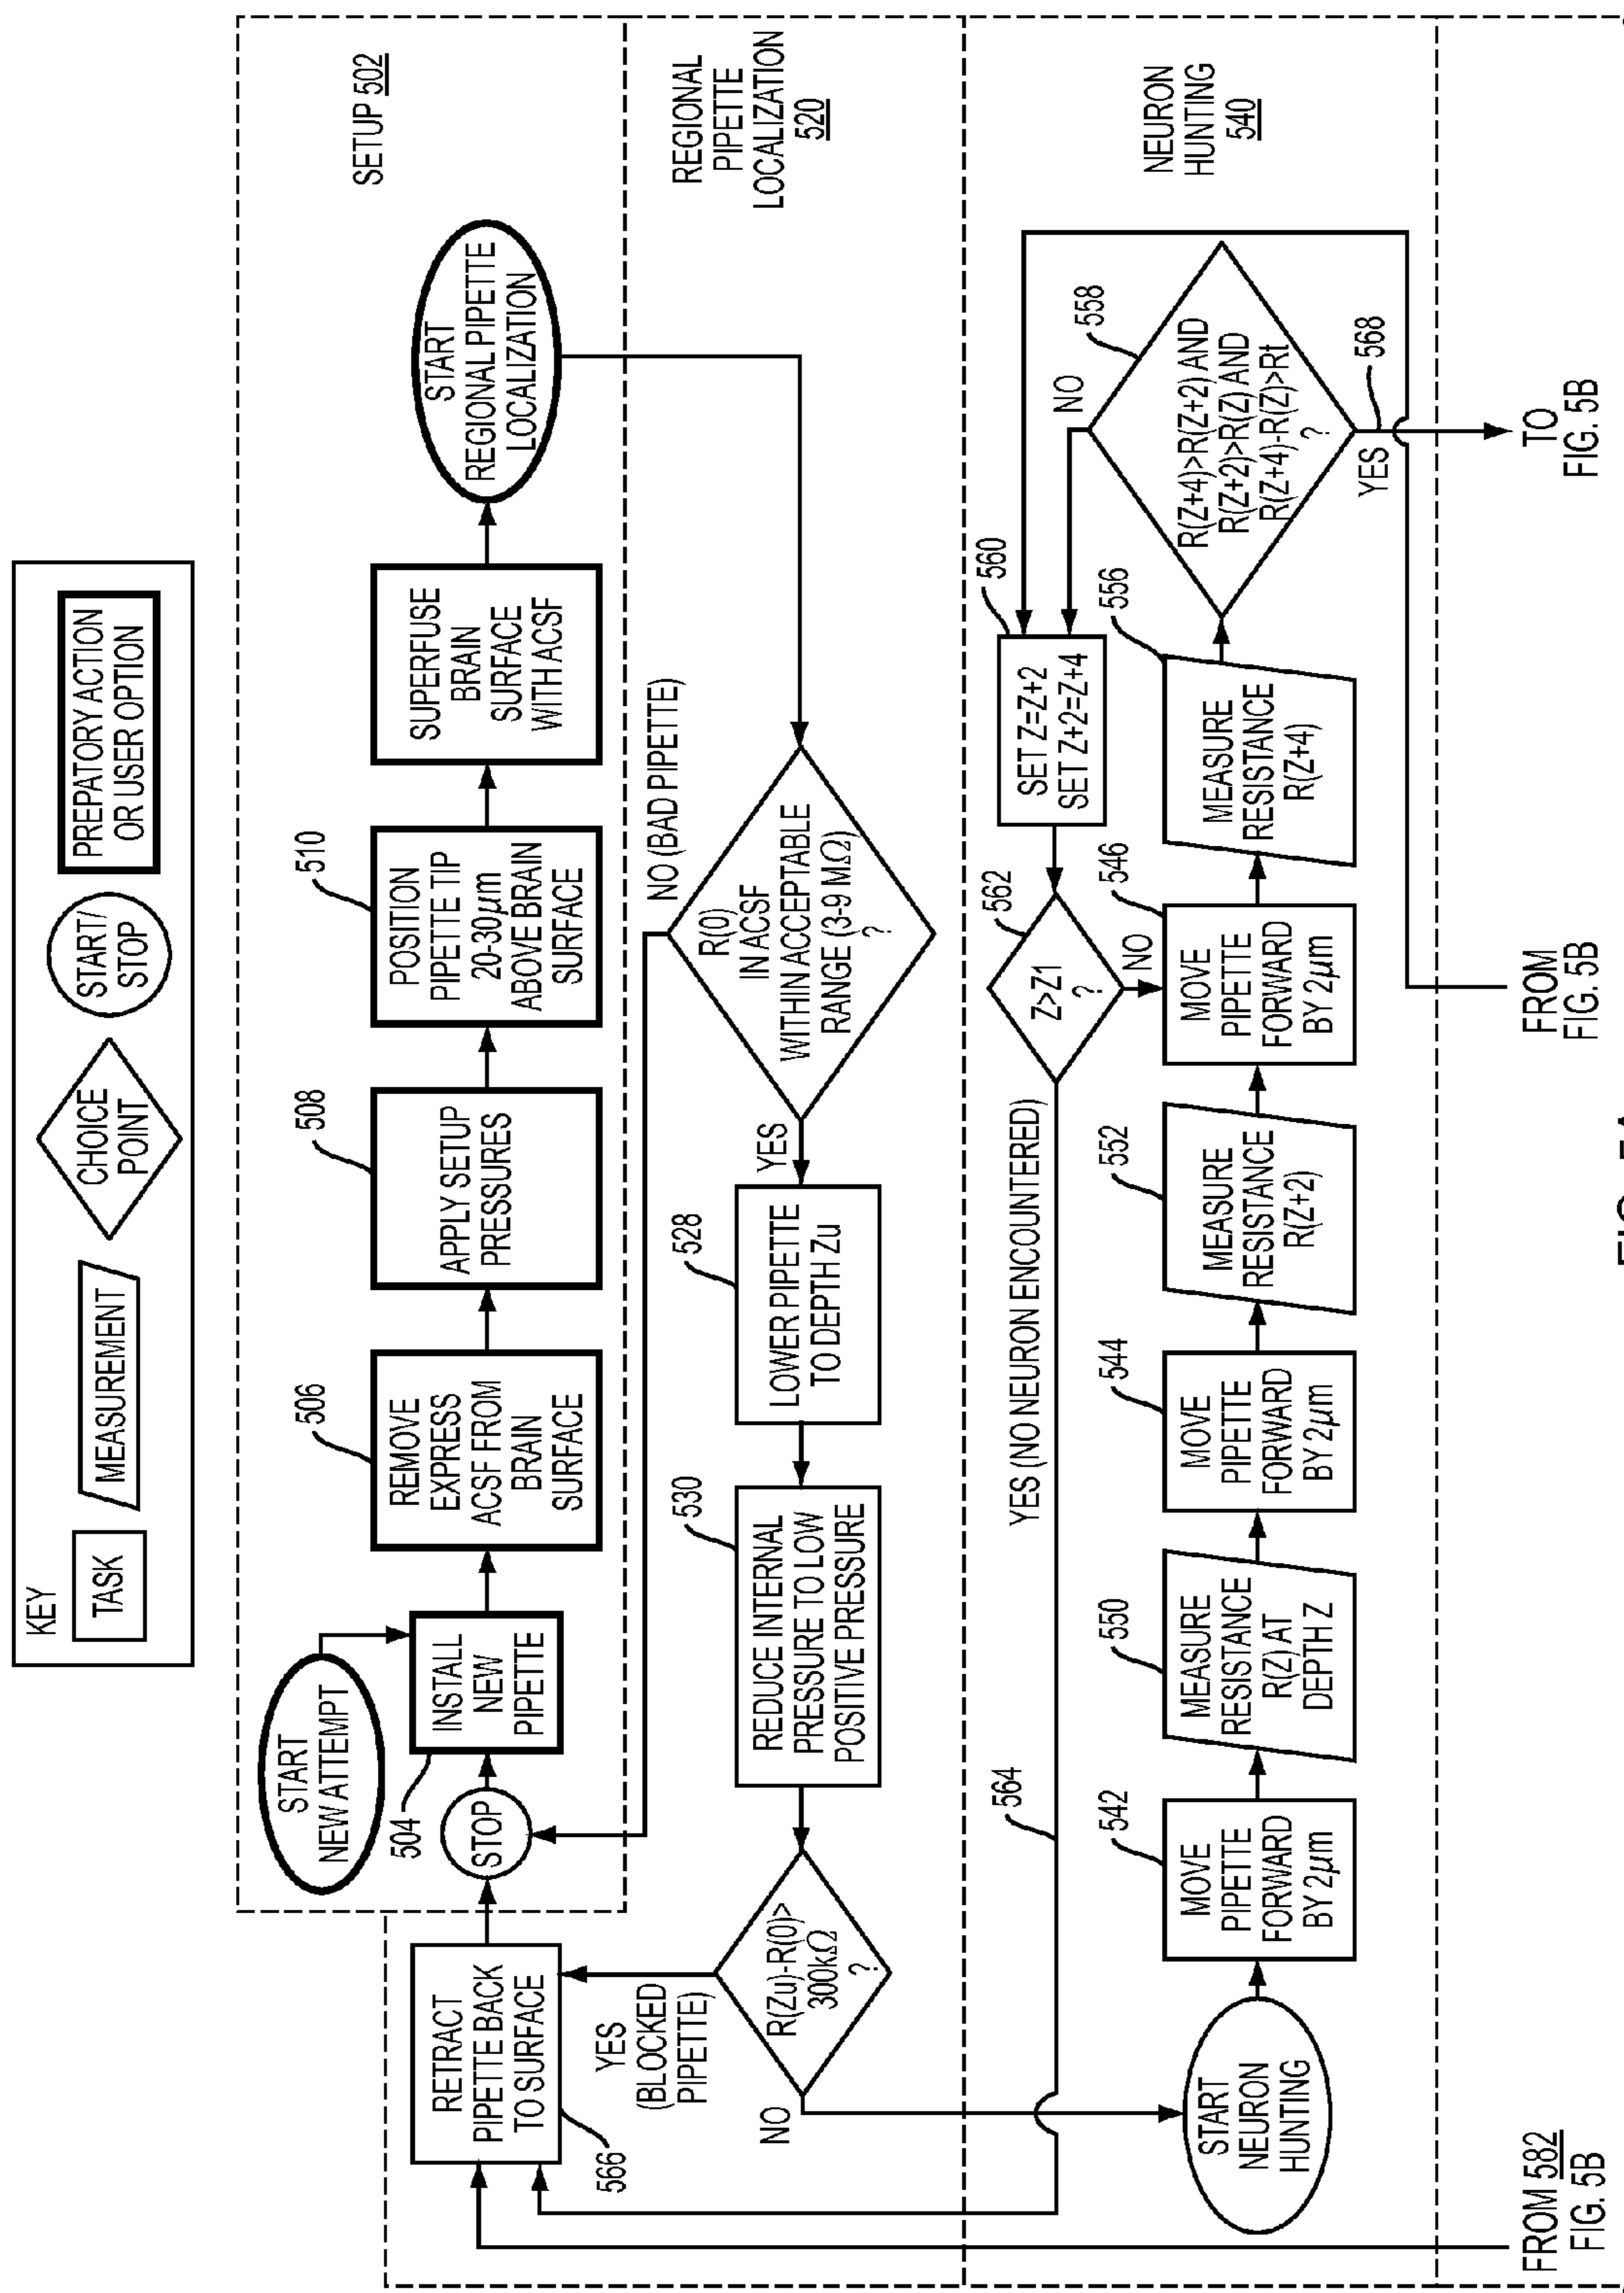 KEY
TASK
MEASUREMENT
CHOICE
POINT
START/
STOP
PREPATORY ACTION
OR USER OPTION
SETUP 502
START
NEW ATTEMPT
504
STOP
INSTALL
NEW
PIPETTE
506
REMOVE
EXPRESS
ACSF FROM
BRAIN
SURFACE
508
APPLY SETUP
PRESSURES
510
POSITION
PIPETTE TIP
20-30μm
ABOVE BRAIN
SURFACE
SUPERFUSE
BRAIN
SURFACE
WITH ACSF
START
REGIONAL PIPETTE
LOCALIZATION
REGIONAL
PIPETTE
LOCALIZATION
520
NO (BAD PIPETTE)
R(0)
IN ACSF
WITHIN ACCEPTABLE
RANGE (3-9 MΩ)
?
YES
528
LOWER PIPETTE
TO DEPTH Zu
530
REDUCE INTERNAL
PRESSURE TO LOW
POSITIVE PRESSURE
R(Zu)-R(0)>
300kΩ
?
YES
(BLOCKED
PIPETTE)
NO
RETRACT
PIPETTE BACK
TO SURFACE
566
NEURON
HUNTING
540
START
NEURON
HUNTING
542
MOVE
PIPETTE
FORWARD
BY 2μm
550
MEASURE
RESISTANCE
R(Z) AT
DEPTH Z
544
MOVE
PIPETTE
FORWARD
BY 2μm
552
MEASURE
RESISTANCE
R(Z+2)
546
MOVE
PIPETTE
FORWARD
BY 2μm
556
MEASURE
RESISTANCE
R(Z+4)
558
R(Z+4)>R(Z+2) AND
R(Z+2)>R(Z) AND
R(Z+4)-R(Z)>Rt
?
NO
YES
568
560
SET Z=Z+2
SET Z+2=Z+4
562
Z>Z1
?
NO
YES (NO NEURON ENCOUNTERED)
564
FROM 582
FIG. 5B
FROM
FIG. 5B
TO
FIG. 5B